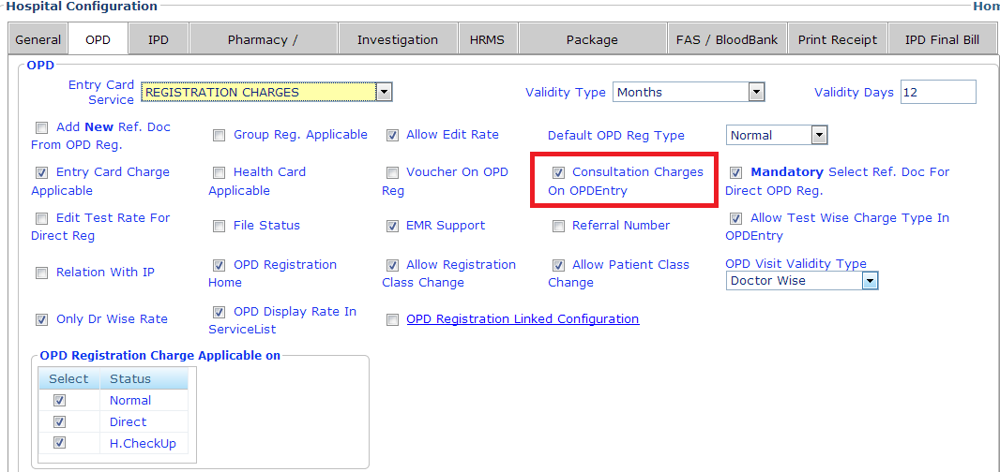 Hospital Configuration
Hom
General OPD IPD Pharmacy / Investigation HRMS Package FAS / BloodBank Print Receipt IPD Final Bill
OPD
Entry Card Service REGISTRATION CHARGES Validity Type Months Validity Days 12
Add New Ref. Doc From OPD Reg. Group Reg. Applicable Allow Edit Rate Default OPD Reg Type Normal
Entry Card Charge Applicable Health Card Applicable Voucher On OPD Reg Consultation Charges On OPDEntry Mandatory Select Ref. Doc For Direct OPD Reg.
Edit Test Rate For Direct Reg File Status EMR Support Referral Number Allow Test Wise Charge Type In OPDEntry
Relation With IP OPD Registration Home Allow Registration Class Change Allow Patient Class Change OPD Visit Validity Type Doctor Wise
Only Dr Wise Rate OPD Display Rate In ServiceList OPD Registration Linked Configuration
OPD Registration Charge Applicable on
Select Status
Normal
Direct
H.CheckUp